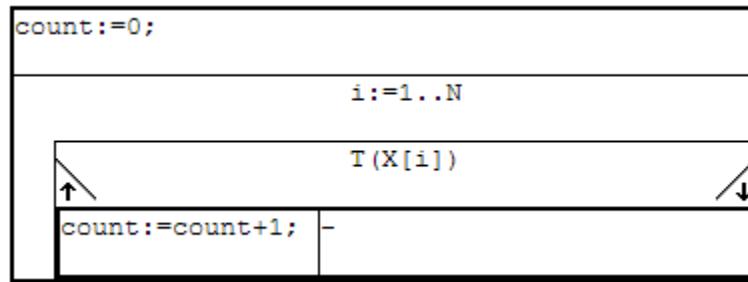 count:=0;
i:=1..N
T(X[i])
↑ ↓
count:=count+1; -